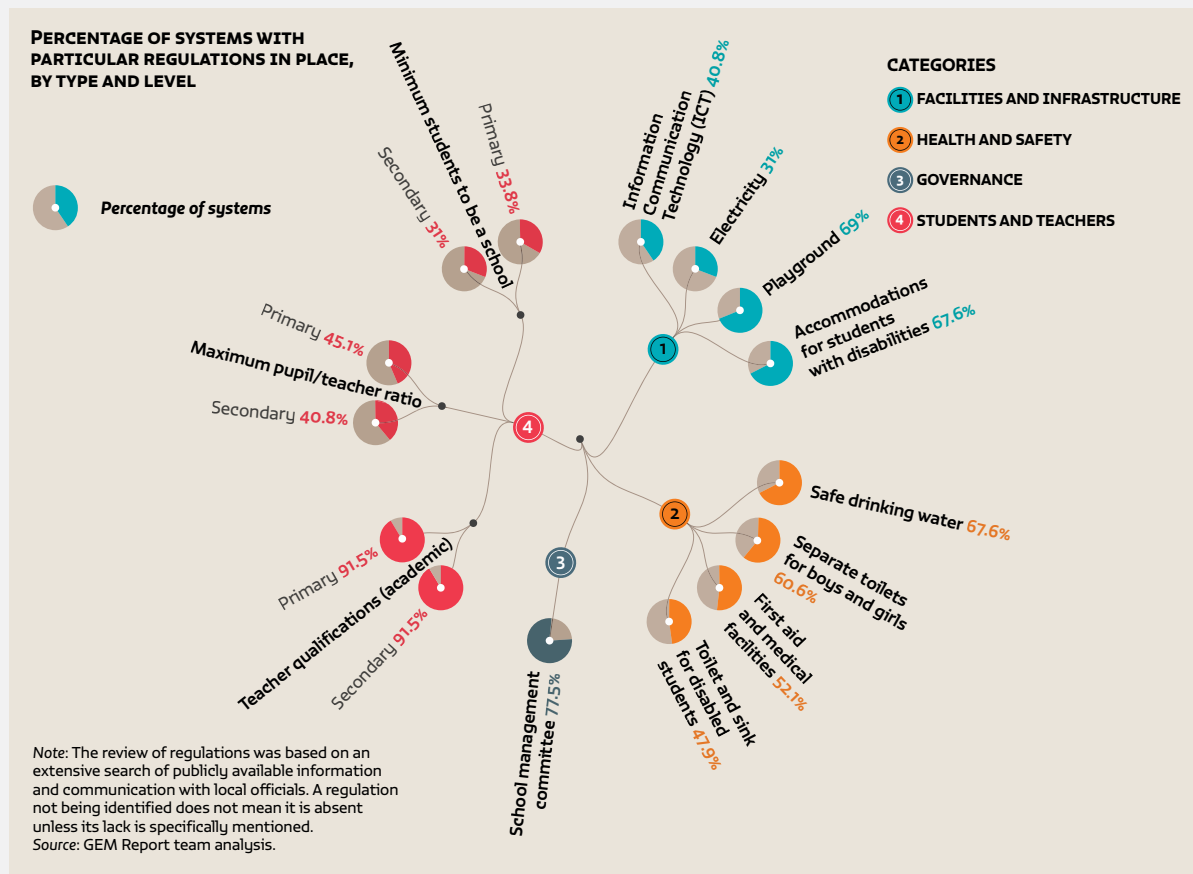 PERCENTAGE OF SYSTEMS WITH
PARTICULAR REGULATIONS IN PLACE,
BY TYPE AND LEVEL
Percentage of systems
CATEGORIES
1 FACILITIES AND INFRASTRUCTURE
2 HEALTH AND SAFETY
3 GOVERNANCE
4 STUDENTS AND TEACHERS
Minimum students to be a school
Primary 33.8%
Secondary 31%
Maximum pupil/teacher ratio
Primary 45.1%
Secondary 40.8%
Teacher qualifications (academic)
Primary 91.5%
Secondary 91.5%
4
1
Information
Communication
Technology (ICT) 40.8%
Electricity 31%
Playground 69%
Accommodations
for students
with disabilities 67.6%
2
Safe drinking water 67.6%
Separate toilets
for boys and girls
60.6%
First aid
and medical
facilities 52.1%
Toilet and sink
for disabled
students 47.9%
3
School management
committee 77.5%
Note: The review of regulations was based on an
extensive search of publicly available information
and communication with local officials. A regulation
not being identified does not mean it is absent
unless its lack is specifically mentioned.
Source: GEM Report team analysis.